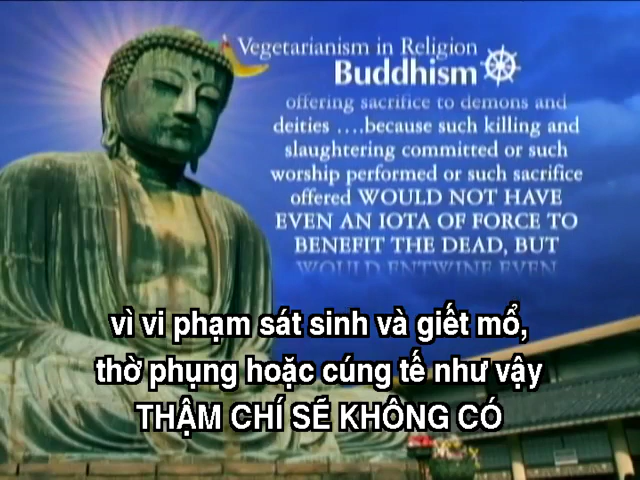 Vegetarianism in Religion
Buddhism
offering sacrifice to demons and
deities ....because such killing and
slaughtering committed or such
worship performed or such sacrifice
offered WOULD NOT HAVE
EVEN AN IOTA OF FORCE TO
BENEFIT THE DEAD, BUT
WOULD ENTWINE EVEN
vì vi phạm sát sinh và giết mổ,
thờ phụng hoặc cúng tế như vậy
THẬM CHÍ SẼ KHÔNG CÓ